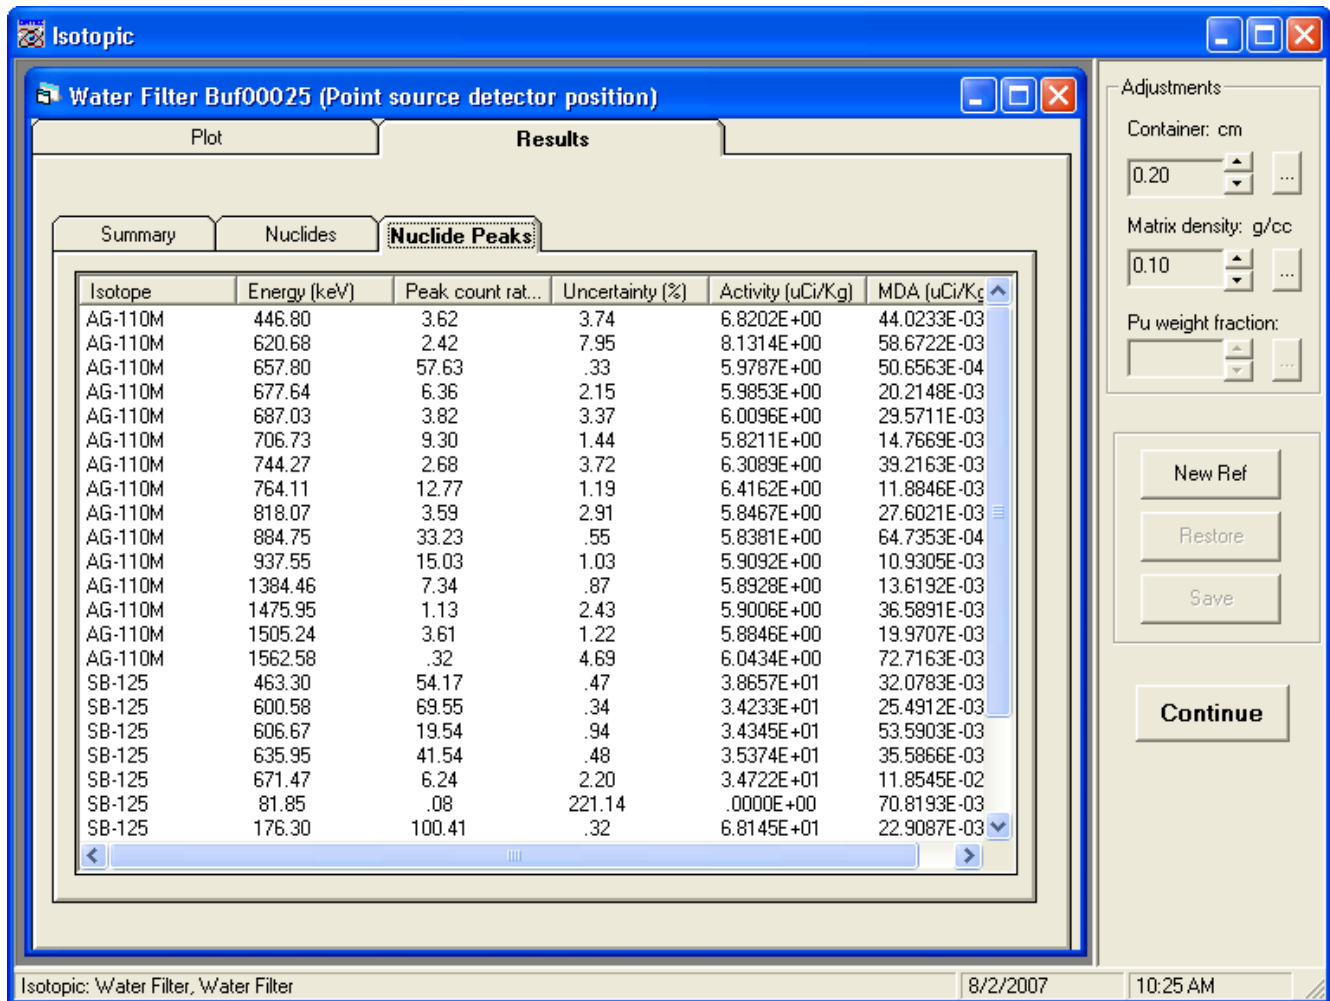 Isotopic
Water Filter Buf00025 (Point source detector position)
Plot Results
Summary Nuclides Nuclide Peaks
Isotope Energy (keV) Peak count rat... Uncertainty (%) Activity (uCi/Kg) MDA (uCi/Kg
AG-110M 446.80 3.62 3.74 6.8202E+00 44.0233E-03
AG-110M 620.68 2.42 7.95 8.1314E+00 58.6722E-03
AG-110M 657.80 57.63 .33 5.9787E+00 50.6563E-04
AG-110M 677.64 6.36 2.15 5.9853E+00 20.2148E-03
AG-110M 687.03 3.82 3.37 6.0096E+00 29.5711E-03
AG-110M 706.73 9.30 1.44 5.8211E+00 14.7669E-03
AG-110M 744.27 2.68 3.72 6.3089E+00 39.2163E-03
AG-110M 764.11 12.77 1.19 6.4162E+00 11.8846E-03
AG-110M 818.07 3.59 2.91 5.8467E+00 27.6021E-03
AG-110M 884.75 33.23 .55 5.8381E+00 64.7353E-04
AG-110M 937.55 15.03 1.03 5.9092E+00 10.9305E-03
AG-110M 1384.46 7.34 .87 5.8928E+00 13.6192E-03
AG-110M 1475.95 1.13 2.43 5.9006E+00 36.5891E-03
AG-110M 1505.24 3.61 1.22 5.8846E+00 19.9707E-03
AG-110M 1562.58 .32 4.69 6.0434E+00 72.7163E-03
SB-125 463.30 54.17 .47 3.8657E+01 32.0783E-03
SB-125 600.58 69.55 .34 3.4233E+01 25.4912E-03
SB-125 606.67 19.54 .94 3.4345E+01 53.5903E-03
SB-125 635.95 41.54 .48 3.5374E+01 35.5866E-03
SB-125 671.47 6.24 2.20 3.4722E+01 11.8545E-02
SB-125 81.85 .08 221.14 .0000E+00 70.8193E-03
SB-125 176.30 100.41 .32 6.8145E+01 22.9087E-03
Adjustments
Container: cm
0.20 ...
Matrix density: g/cc
0.10 ...
Pu weight fraction:
...
New Ref
Restore
Save
Continue
Isotopic: Water Filter, Water Filter 8/2/2007 10:25 AM